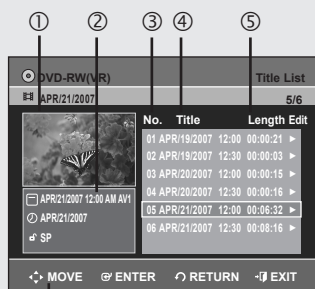 ① ② ③ ④ ⑤
DVD-RW(VR) Title List
APR/21/2007 5/6
No. Title Length Edit
01 APR/19/2007 12:00 00:00:21 ►
02 APR/19/2007 12:30 00:00:03 ►
03 APR/20/2007 12:00 00:00:15 ►
04 APR/20/2007 12:30 00:00:16 ►
05 APR/21/2007 12:00 00:06:32 ►
06 APR/21/2007 12:30 00:08:16 ►
APR/21/2007 12:00 AM AV1
APR/21/2007
SP
MOVE ENTER RETURN EXIT